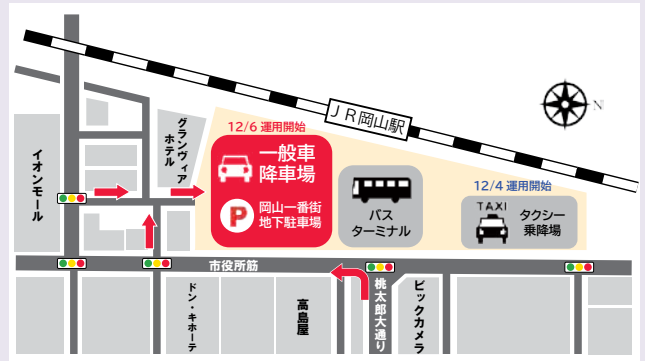 JR岡山駅
N
12/6 運用開始
一般車
降車場
P
岡山一番街
地下駐車場
グランヴィア
ホテル
イオンモール
バス
ターミナル
12/4 運用開始
TAXI
タクシー
乗降場
市役所筋
ドン・キホーテ
高島屋
桃太郎大通り
ビックカメラ